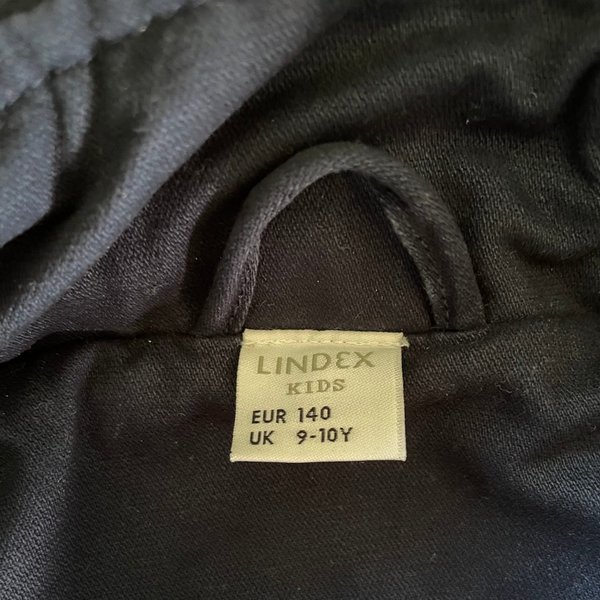 LINDEX
KIDS
EUR 140
UK 9-10Y